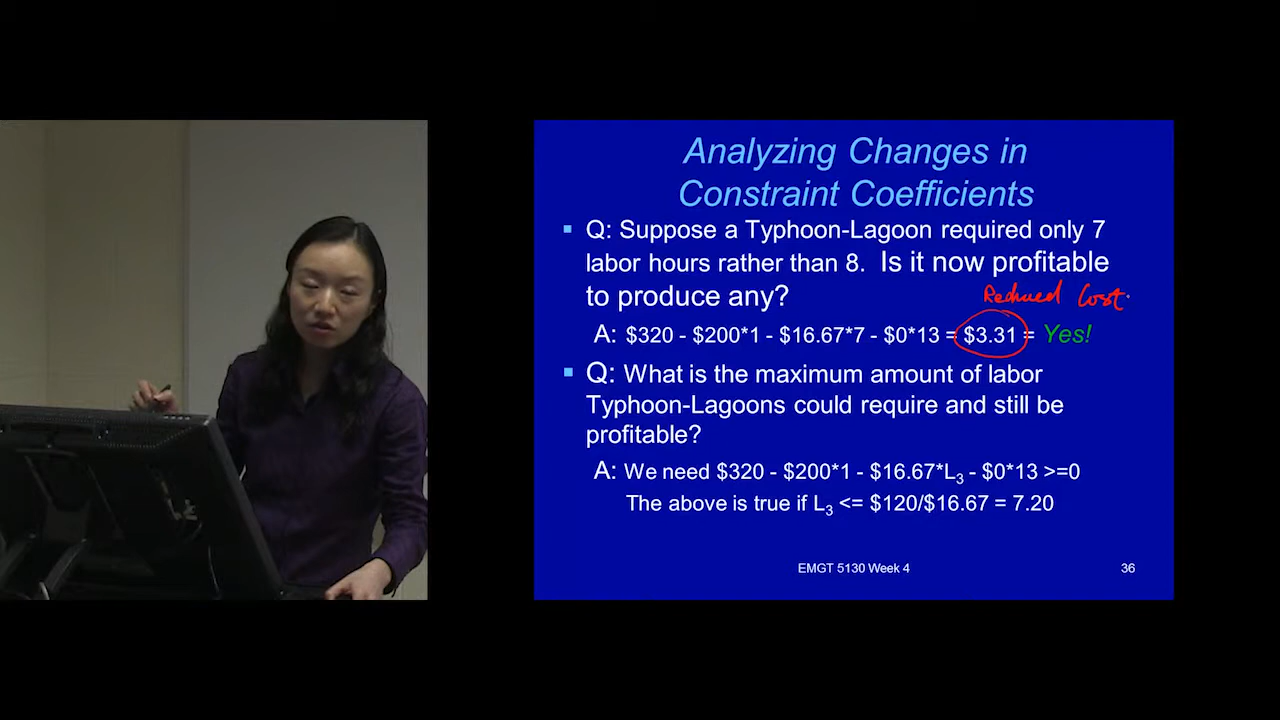 Analyzing Changes in
Constraint Coefficients
Q: Suppose a Typhoon-Lagoon required only 7
labor hours rather than 8. Is it now profitable
to produce any?
Reduced Cost
A: $320 - $200*1 - $16.67*7 - $0*13 = $3.31 = Yes!
Q: What is the maximum amount of labor
Typhoon-Lagoons could require and still be
profitable?
A: We need $320 - $200*1 - $16.67*L₃ - $0*13 >=0
The above is true if L₃ <= $120/$16.67 = 7.20
EMGT 5130 Week 4
36